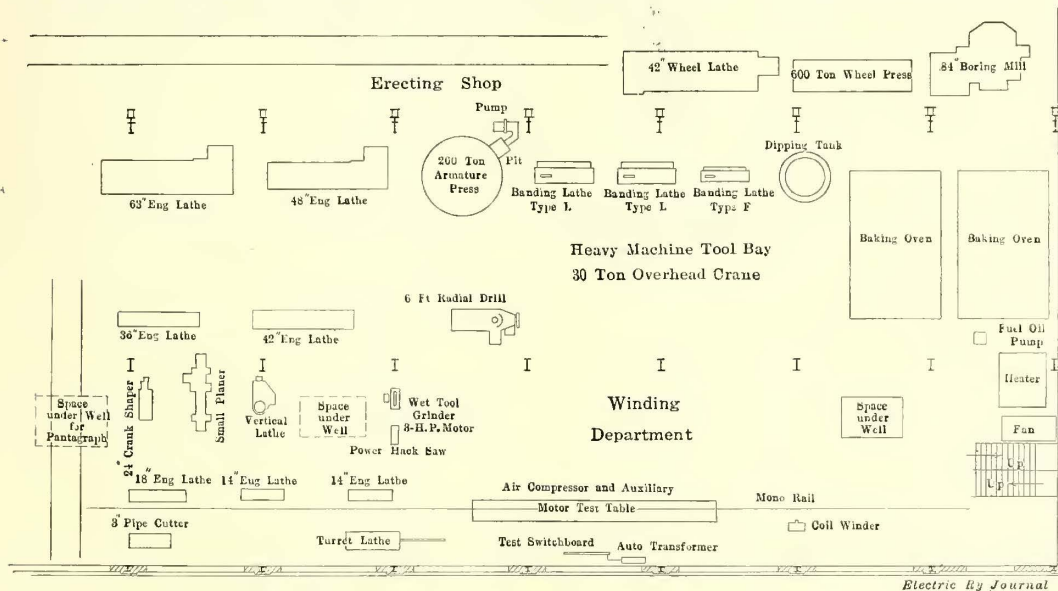 42" Wheel Lathe
600 Ton Wheel Press
84" Boring Mill
Erecting Shop
Pump
Pit
200 Ton
Armature
Press
Dipping Tank
63" Eng Lathe
48" Eng Lathe
Banding Lathe
Type L
Banding Lathe
Type L
Banding Lathe
Type F
Baking Oven
Baking Oven
Heavy Machine Tool Bay
30 Ton Overhead Crane
6 Ft Radial Drill
36" Eng Lathe
42" Eng Lathe
Fuel Oil
Pump
Heater
Space
under Well
for
Pantagraph
24" Crank Shaper
Small Planer
Vertical
Lathe
Space
under
Well
Wet Tool
Grinder
3-H.P. Motor
Power Hack Saw
Winding
Department
Space
under
Well
Fan
Up
Up
18" Eng Lathe
14" Eng Lathe
14" Eng Lathe
Air Compressor and Auxiliary
Motor Test Table
Mono Rail
3" Pipe Cutter
Turret Lathe
Test Switchboard
Auto Transformer
Coil Winder
Electric Ry Journal